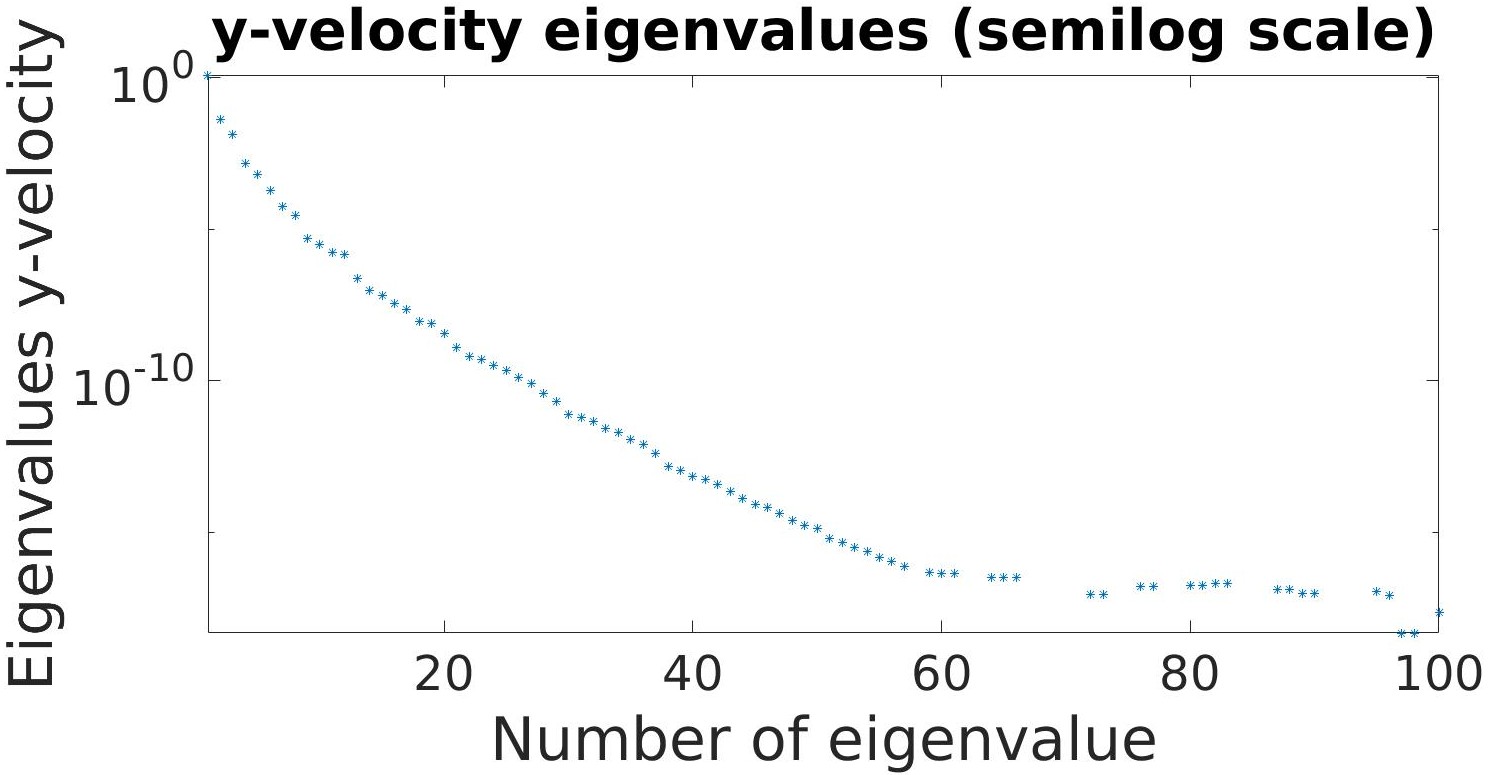 y-velocity eigenvalues (semilog scale)
Eigenvalues y-velocity
10^0
10^-10
20 40 60 80 100
Number of eigenvalue